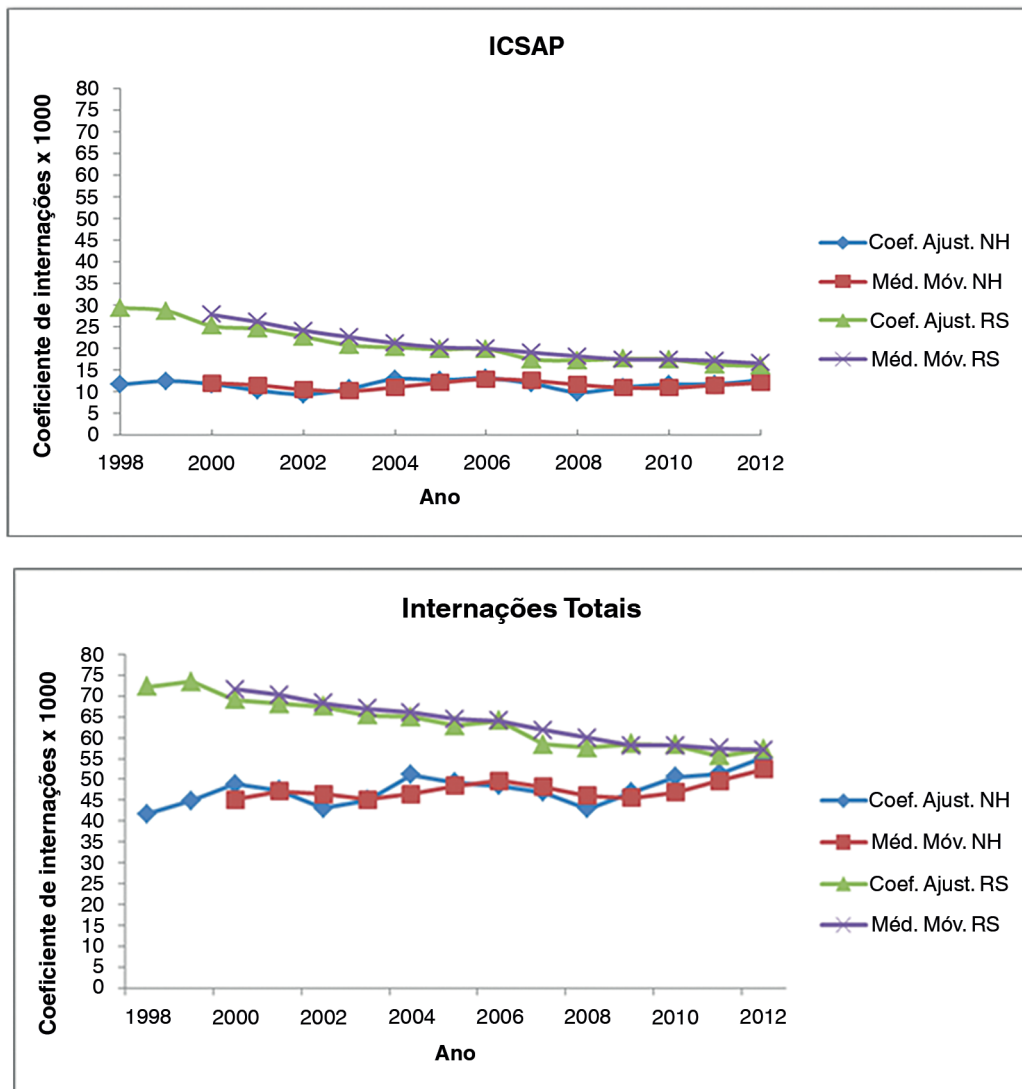 ICSAP
Coeficiente de internações x 1000
80
75
70
65
60
55
50
45
40
35
30
25
20
15
10
5
0
1998 2000 2002 2004 2006 2008 2010 2012
Ano
Coef. Ajust. NH
Méd. Móv. NH
Coef. Ajust. RS
Méd. Móv. RS
Internações Totais
Coeficiente de internações x 1000
80
75
70
65
60
55
50
45
40
35
30
25
20
15
10
5
0
1998 2000 2002 2004 2006 2008 2010 2012
Ano
Coef. Ajust. NH
Méd. Móv. NH
Coef. Ajust. RS
Méd. Móv. RS